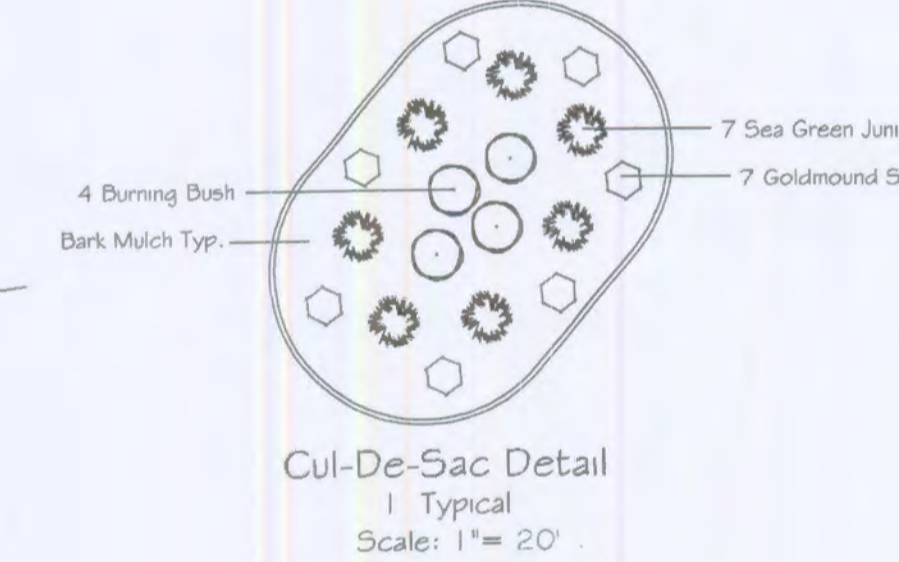 7 Sea Green Juni
7 Goldmound S
4 Burning Bush
Bark Mulch Typ.
Cul-De-Sac Detail
1 Typical
Scale: 1"= 20'